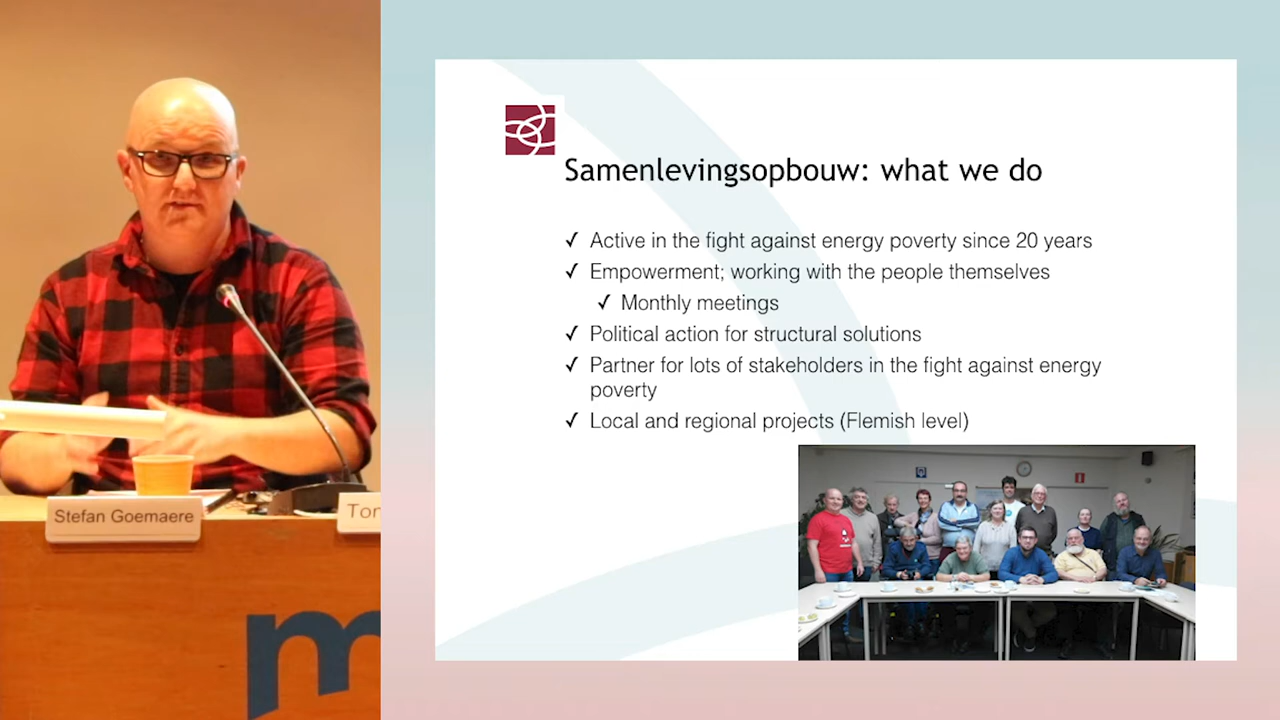 Samenlevingsopbouw: what we do
✓ Active in the fight against energy poverty since 20 years
✓ Empowerment; working with the people themselves
✓ Monthly meetings
✓ Political action for structural solutions
✓ Partner for lots of stakeholders in the fight against energy
poverty
✓ Local and regional projects (Flemish level)
Stefan Goemaere
Tom
m